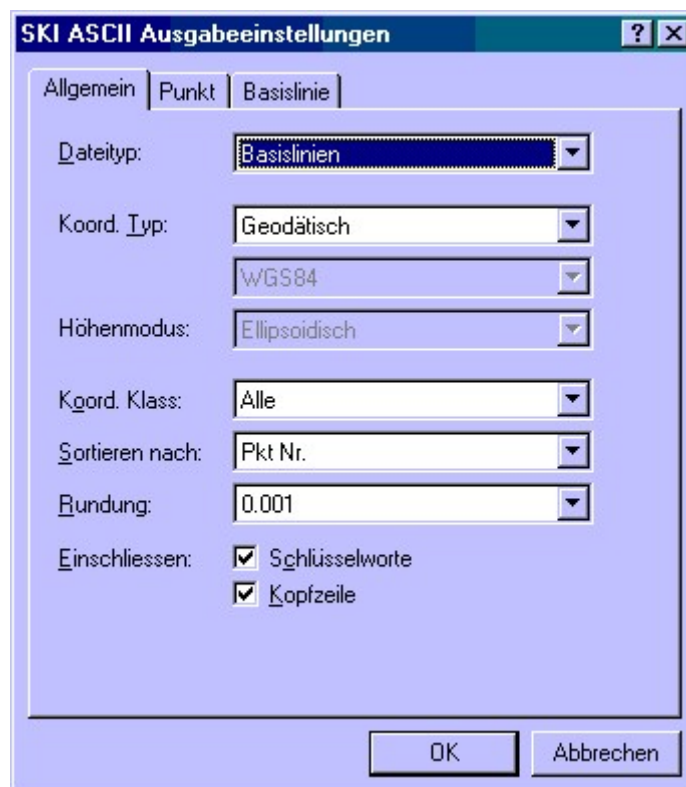 SKI ASCII Ausgabeeinstellungen
Allgemein Punkt Basislinie
Dateityp: Basislinien
Koord. Typ: Geodätisch
WGS84
Höhenmodus: Ellipsoidisch
Koord. Klass: Alle
Sortieren nach: Pkt Nr.
Rundung: 0.001
Einschliessen: Schlüsselworte
Kopfzeile
OK Abbrechen